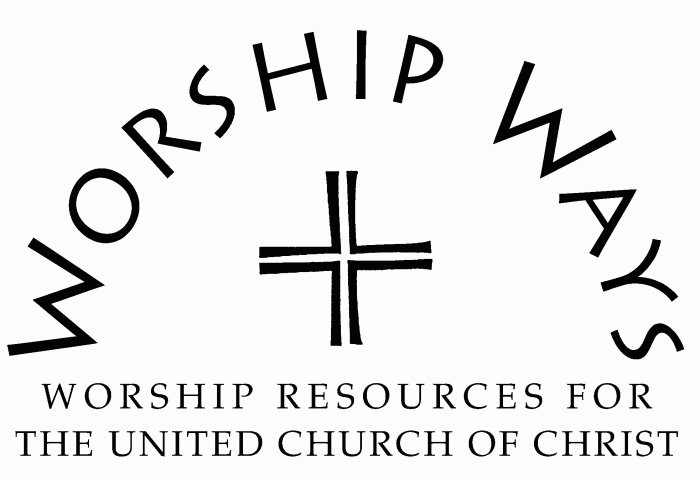 WORSHIP WAYS
WORSHIP RESOURCES FOR
THE UNITED CHURCH OF CHRIST